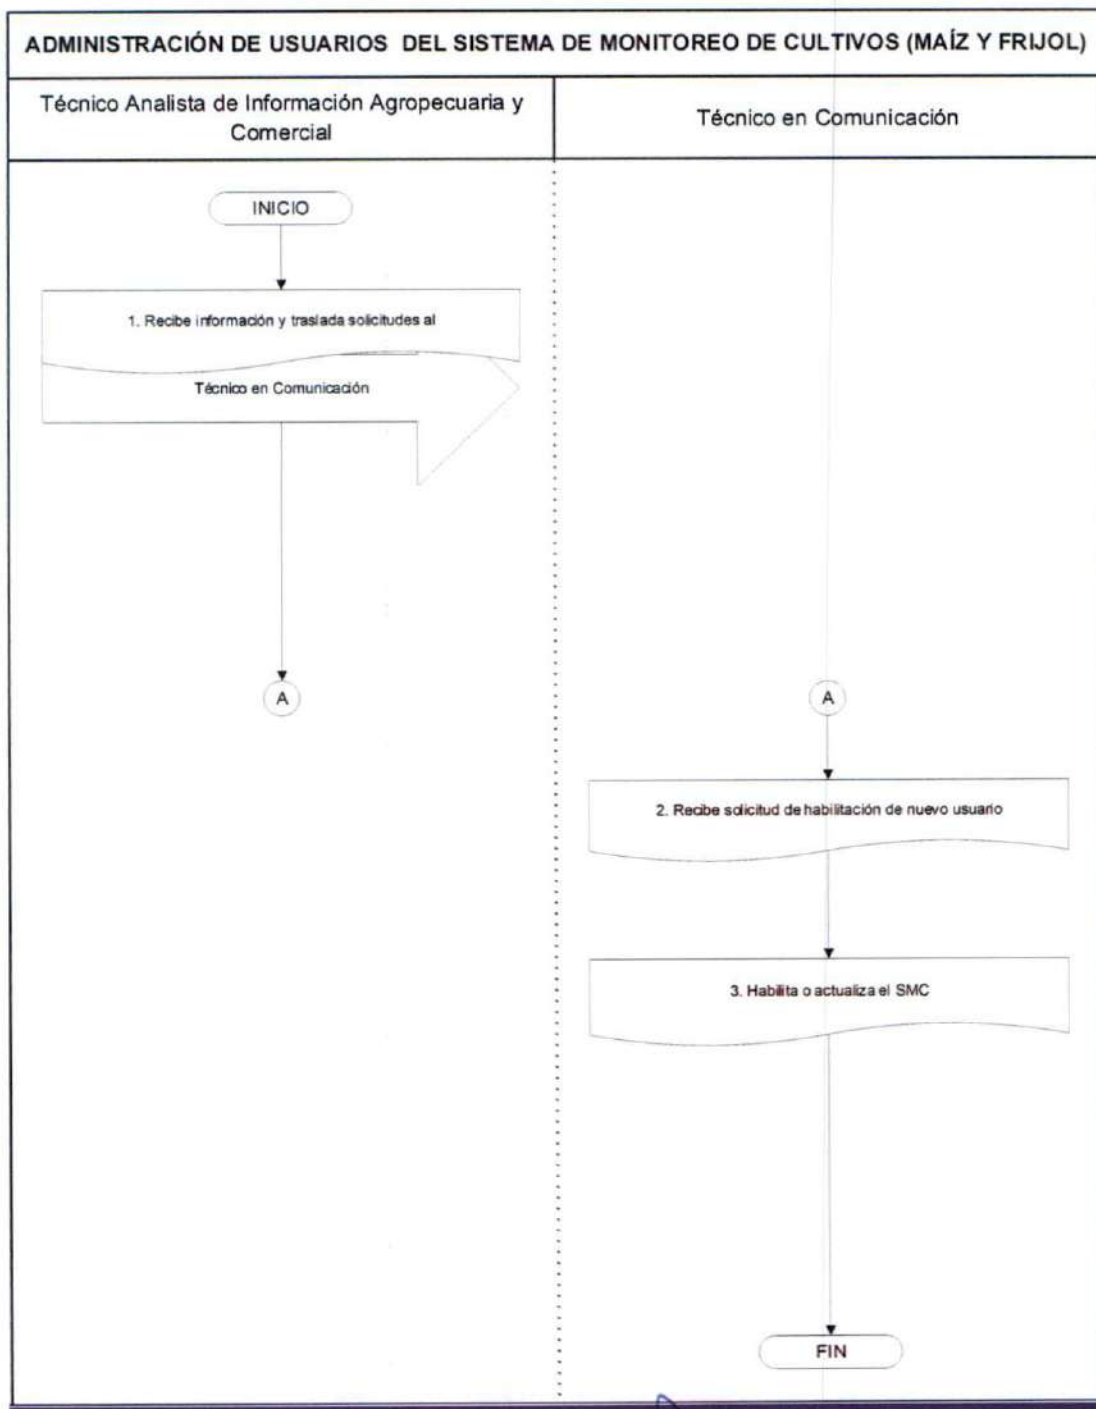 ADMINISTRACIÓN DE USUARIOS DEL SISTEMA DE MONITOREO DE CULTIVOS (MAÍZ Y FRIJOL)
Técnico Analista de Información Agropecuaria y
Comercial
Técnico en Comunicación
INICIO
1. Recibe información y traslada solicitudes al
Técnico en Comunicación
A
A
2. Recibe solicitud de habilitación de nuevo usuario
3. Habilita o actualiza el SMC
FIN